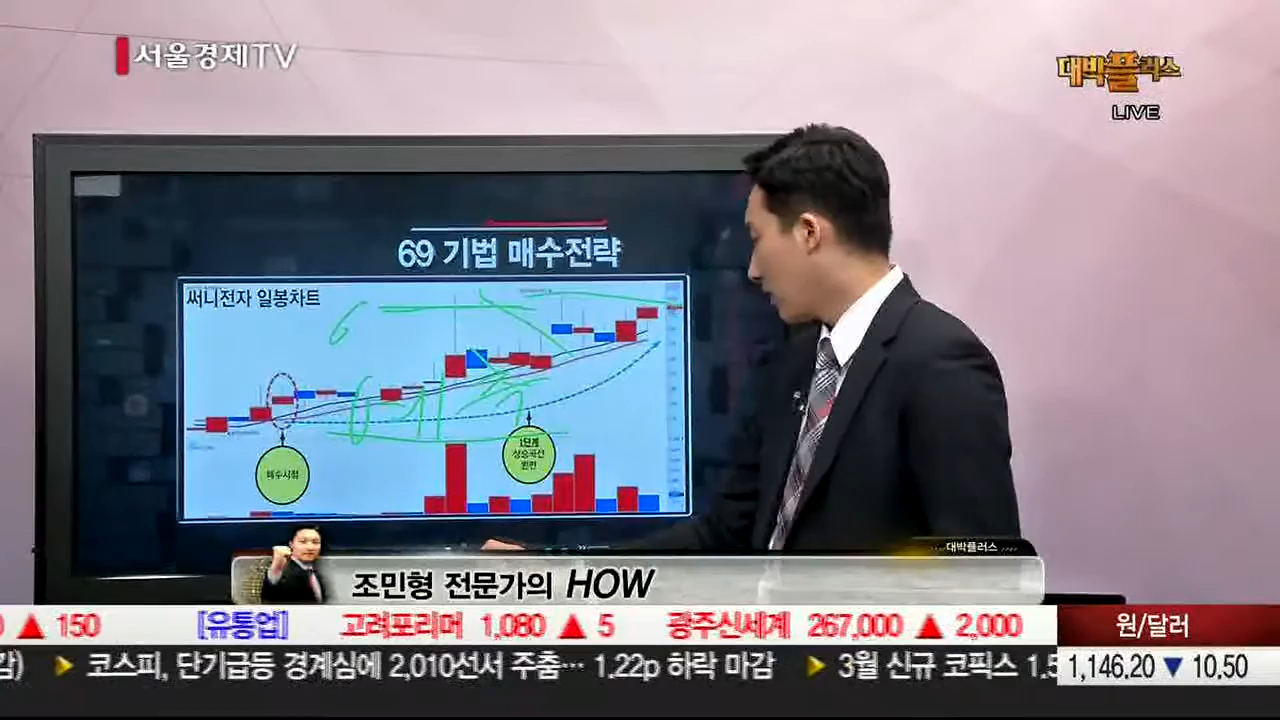 서울경제TV
대박플러스
LIVE
69 기법 매수전략
써니전자 일봉차트
매수시점
1단계
상승곡선
완만
대박플러스
조민형 전문가의 HOW
0 ▲ 150 [유통업] 고려포리머 1,080 ▲ 5 광주신세계 267,000 ▲ 2,000
원/달러
감) ▶ 코스피, 단기급등 경계심에 2,010선서 주춤… 1.22p 하락 마감 ▶ 3월 신규 코픽스 1.5
1,146.20 ▼ 10.50